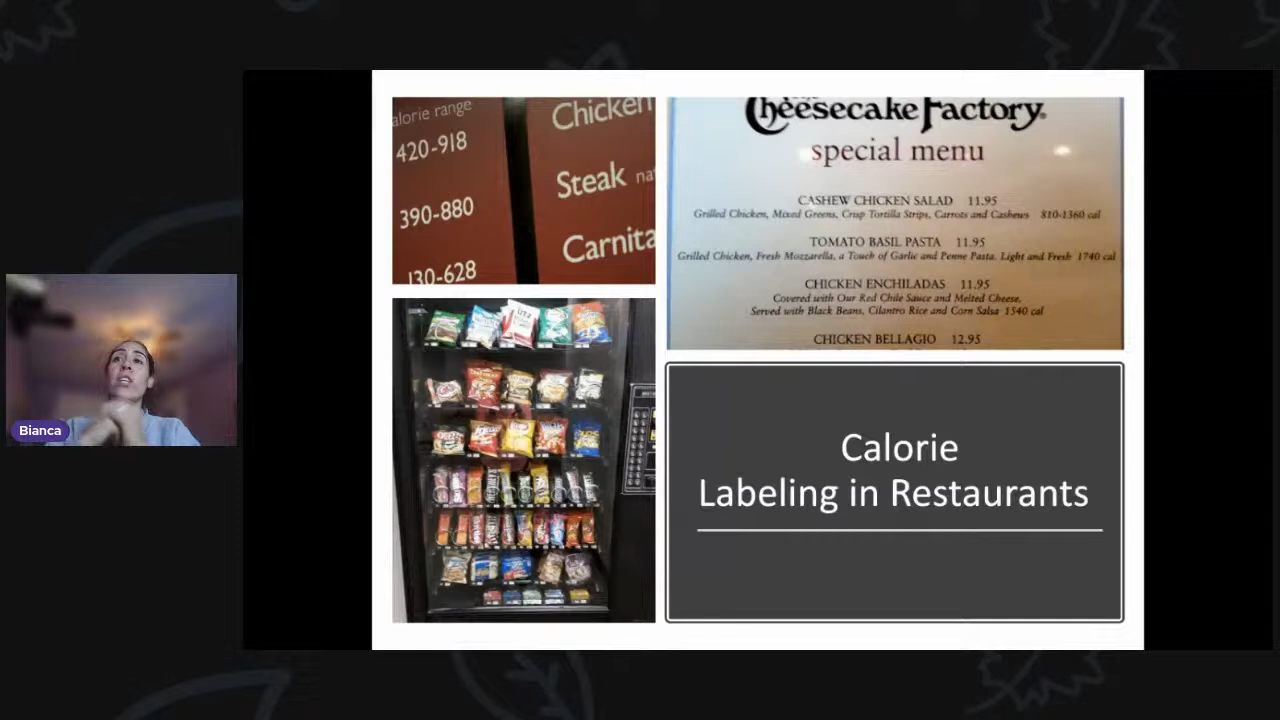 alorie range
420-918
390-880
130-628
Chicken
Steak
Carnita
Cheesecake Factory
special menu
CASHEW CHICKEN SALAD 11.95
Grilled Chicken, Mixed Greens, Crisp Tortilla Strips, Carrots and Cashews 810-1360 cal
TOMATO BASIL PASTA 11.95
Grilled Chicken, Fresh Mozzarella, a Touch of Garlic and Penne Pasta. Light and Fresh 1740 cal
CHICKEN ENCHILADAS 11.95
Covered with Our Red Chile Sauce and Melted Cheese,
Served with Black Beans, Cilantro Rice and Corn Salsa 1540 cal
CHICKEN BELLAGIO 12.95
UTZ
Calorie
Labeling in Restaurants
Bianca